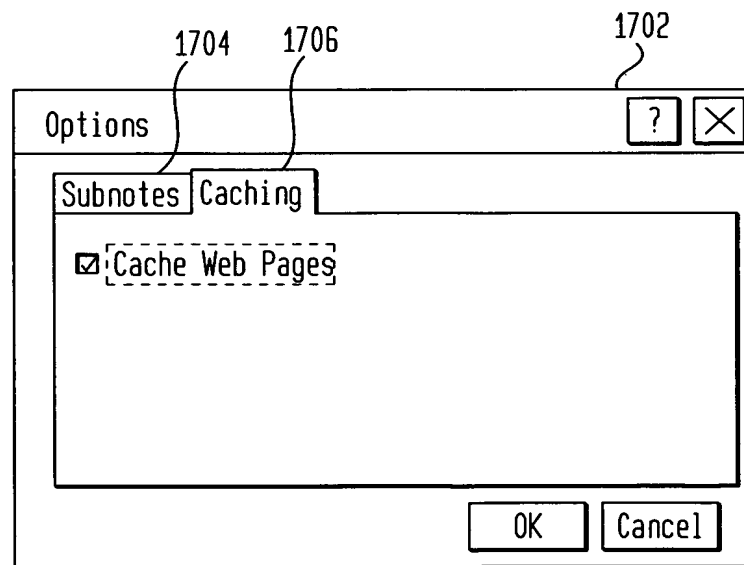 1704 1706 1702
Options ?
Subnotes Caching
Cache Web Pages
OK Cancel